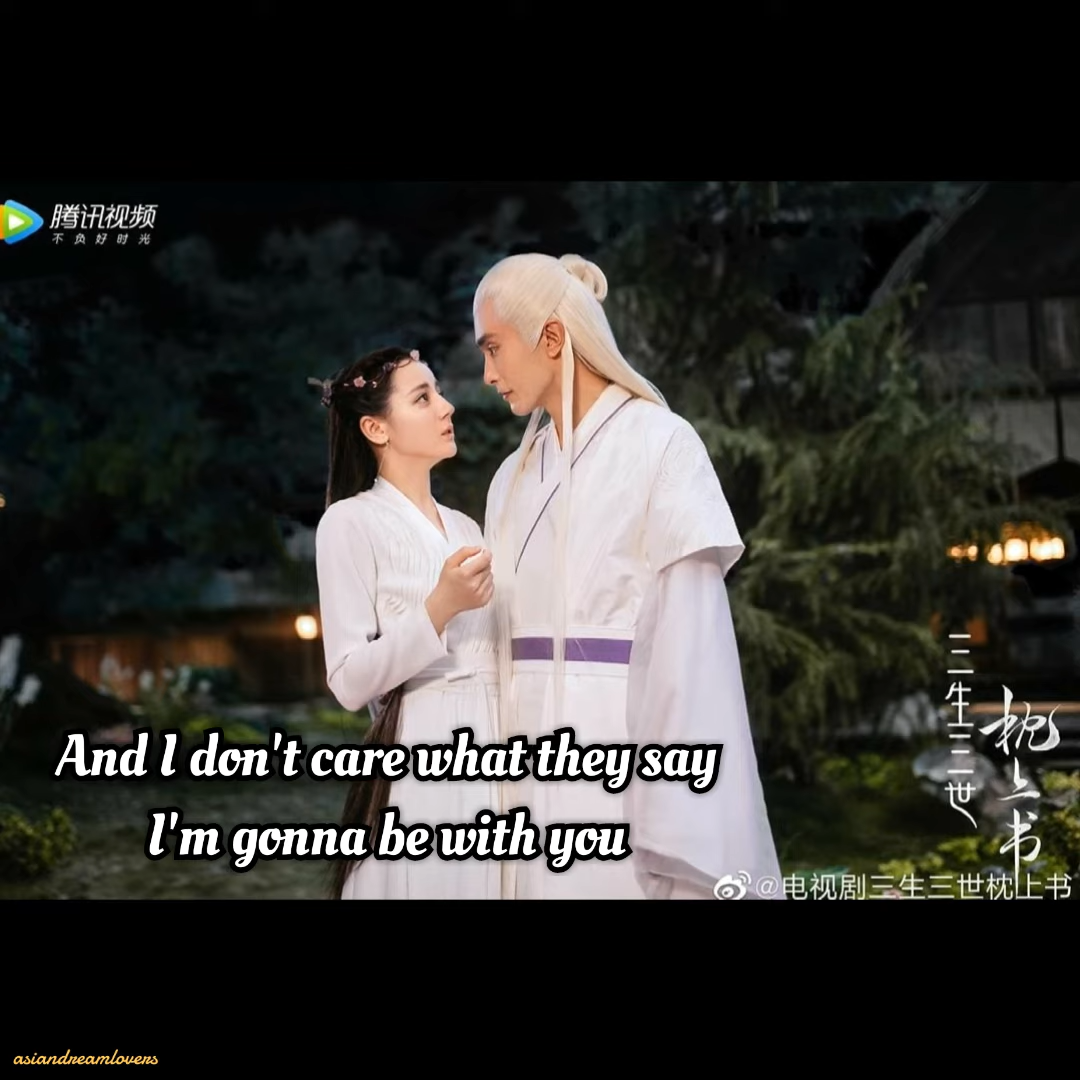 腾讯视频
不负好时光
And I don't care what they say
I'm gonna be with you
三生三世
枕上书
@电视剧三生三世枕上书
asiandreamlovers